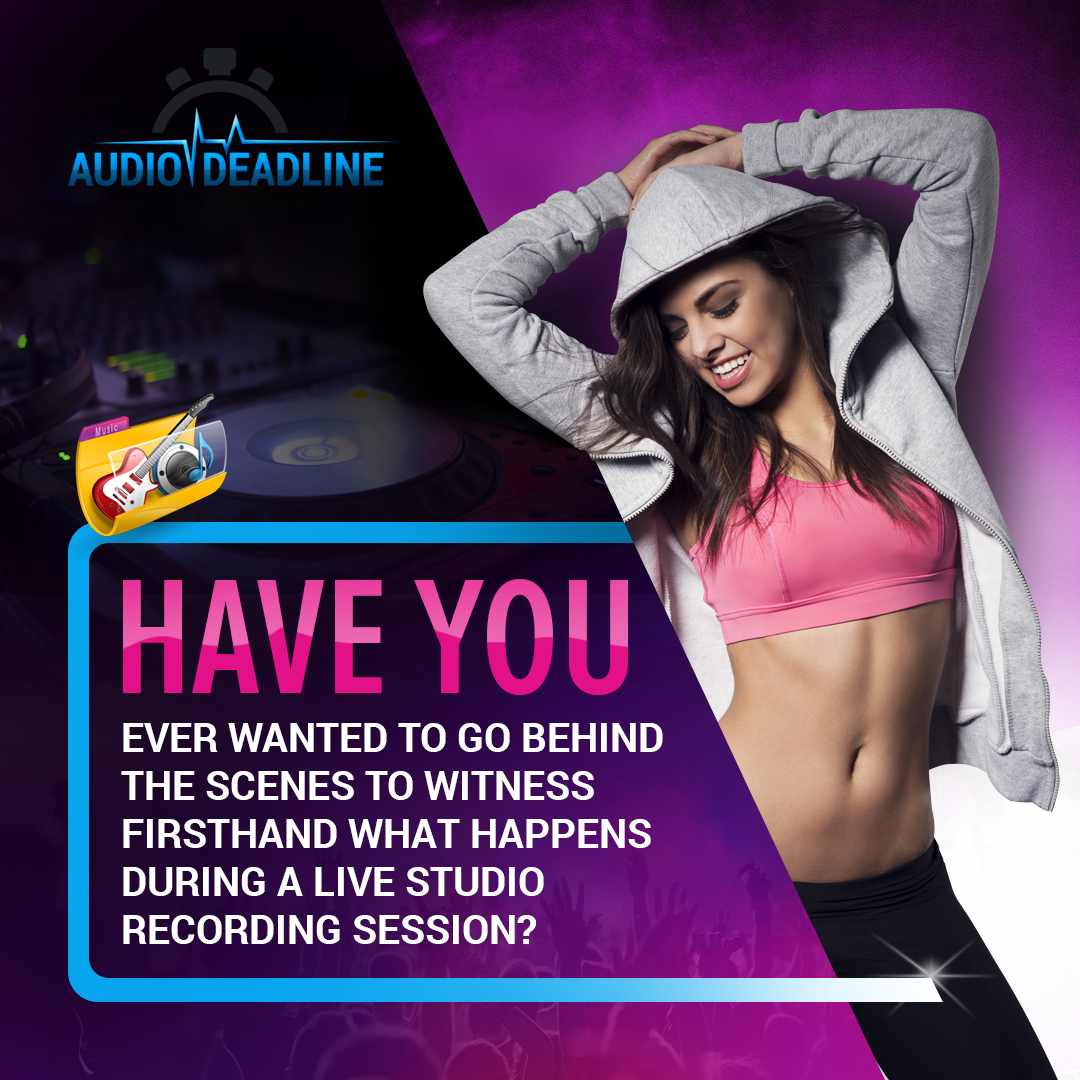 AUDIO DEADLINE
Music
HAVE YOU
EVER WANTED TO GO BEHIND
THE SCENES TO WITNESS
FIRSTHAND WHAT HAPPENS
DURING A LIVE STUDIO
RECORDING SESSION?